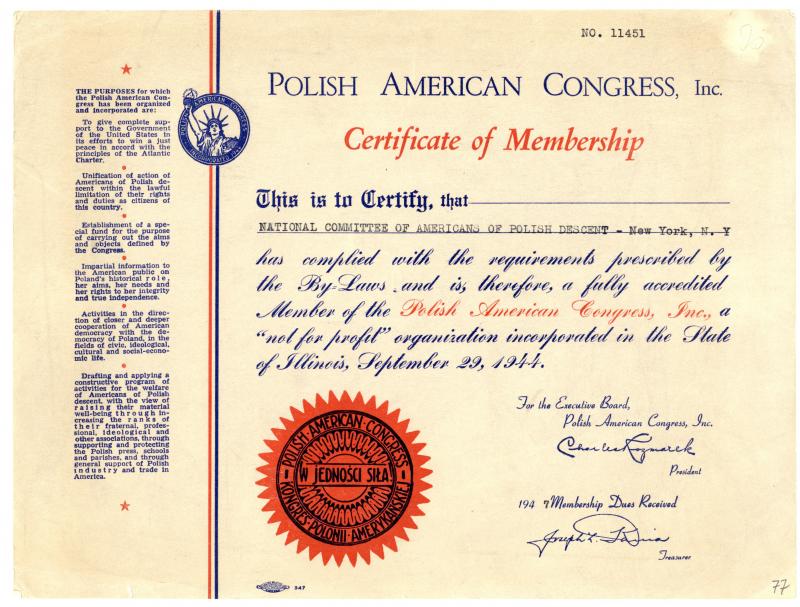 NO. 11451
POLISH AMERICAN CONGRESS, Inc.
Certificate of Membership
This is to Certify, that
NATIONAL COMMITTEE OF AMERICANS OF POLISH DESCENT - New York, N. Y
has complied with the requirements prescribed by
the By-Laws and is, therefore, a fully accredited
Member of the Polish American Congress, Inc., a
"not for profit" organization incorporated in the State
of Illinois, September 29, 1944.
For the Executive Board,
Polish American Congress, Inc.
Charles Rozmarek
President
194 7 Membership Dues Received
Joseph L.
Treasurer
THE PURPOSES for which
the Polish American Con-
gress has been organized
and incorporated are:
To give complete sup-
port to the Government
of the United States in
its efforts to win a just
peace in accord with the
principles of the Atlantic
Charter.
Unification of action of
Americans of Polish de-
scent within the lawful
limitation of their rights
and duties as citizens of
this country.
Establishment of a spe-
cial fund for the purpose
of carrying out the aims
and objects defined by
the Congress.
Impartial information to
the American public on
Poland's historical role,
her aims, her needs and
her rights to her integrity
and true independence.
Activities in the direc-
tion of closer and deeper
cooperation of American
democracy with the de-
mocracy of Poland, in the
fields of civic, ideological,
cultural and social-econo-
mic life.
Drafting and applying a
constructive program of
activities for the welfare
of Americans of Polish
descent, with the view of
raising their material
well-being through in-
creasing the ranks of
their fraternal, profes-
sional, ideological and
other associations, through
supporting and protecting
the Polish press, schools
and parishes, and through
general support of Polish
industry and trade in
America.
POLISH AMERICAN CONGRESS
INCORPORATED 1944
POLISH-AMERICAN-CONGRESS
W JEDNOŚCI SIŁA
KONGRES-POLONII-AMERYKAŃSKIEJ
347
77